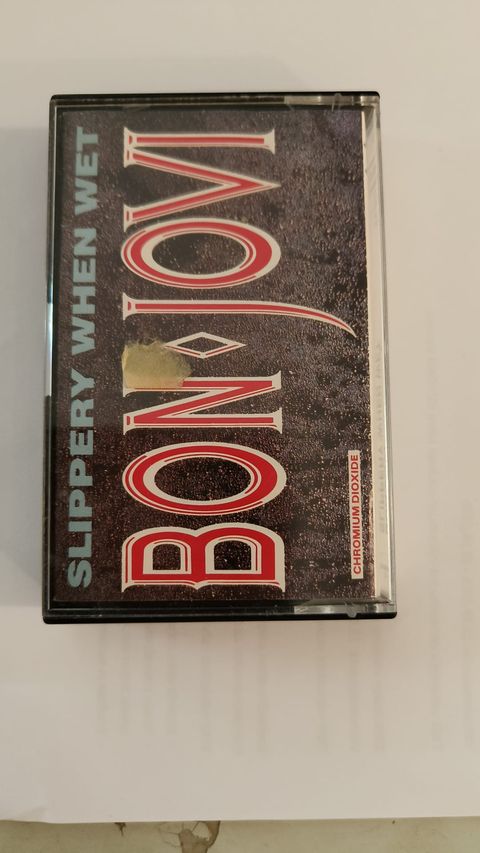 SLIPPERY WHEN WET
BON JOVI
CHROMIUM DIOXIDE